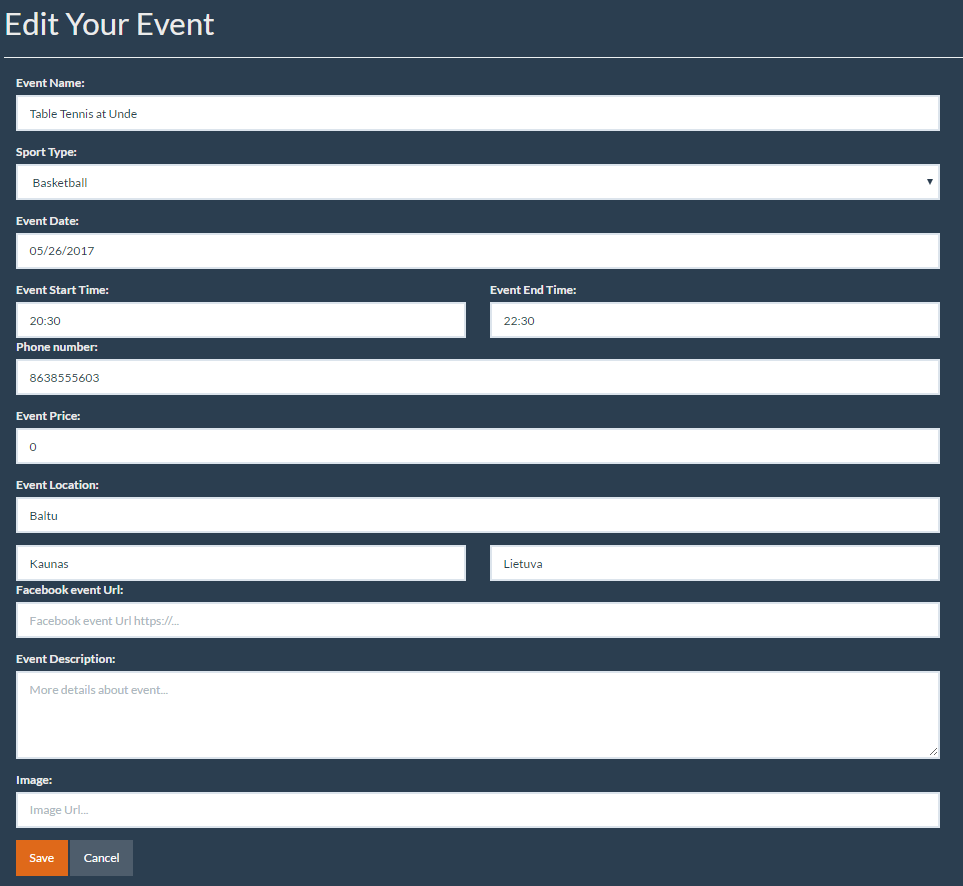 Edit Your Event
Event Name:
Table Tennis at Unde
Sport Type:
Basketball
Event Date:
05/26/2017
Event Start Time: Event End Time:
20:30 22:30
Phone number:
8638555603
Event Price:
0
Event Location:
Baltu
Kaunas Lietuva
Facebook event Url:
Facebook event Url https://...
Event Description:
More details about event...
Image:
Image Url...
Save Cancel